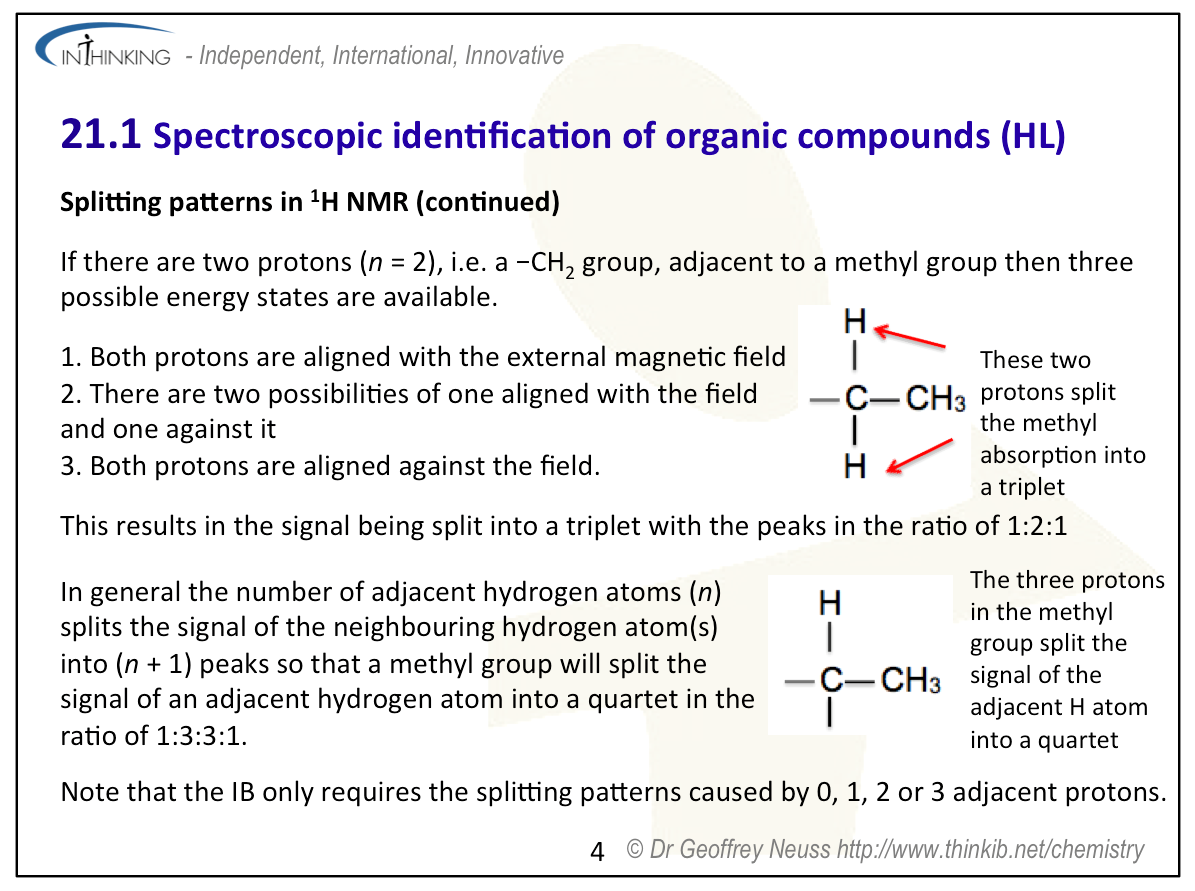 INTHINKING - Independent, International, Innovative
21.1 Spectroscopic identification of organic compounds (HL)
Splitting patterns in ¹H NMR (continued)
If there are two protons (n = 2), i.e. a −CH₂ group, adjacent to a methyl group then three
possible energy states are available.
1. Both protons are aligned with the external magnetic field
2. There are two possibilities of one aligned with the field
and one against it
3. Both protons are aligned against the field.
H
C
CH₃
H
These two
protons split
the methyl
absorption into
a triplet
This results in the signal being split into a triplet with the peaks in the ratio of 1:2:1
In general the number of adjacent hydrogen atoms (n)
splits the signal of the neighbouring hydrogen atom(s)
into (n + 1) peaks so that a methyl group will split the
signal of an adjacent hydrogen atom into a quartet in the
ratio of 1:3:3:1.
H
C
CH₃
The three protons
in the methyl
group split the
signal of the
adjacent H atom
into a quartet
Note that the IB only requires the splitting patterns caused by 0, 1, 2 or 3 adjacent protons.
4 © Dr Geoffrey Neuss http://www.thinkib.net/chemistry